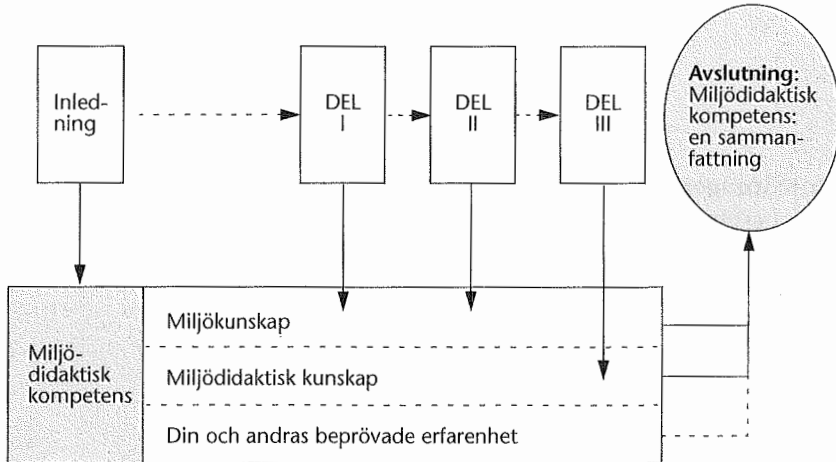 Inled-
ning
DEL
I
DEL
II
DEL
III
Avslutning:
Miljödidaktisk
kompetens:
en samman-
fattning
Miljö-
didaktisk
kompetens
Miljökunskap
Miljödidaktisk kunskap
Din och andras beprövade erfarenhet